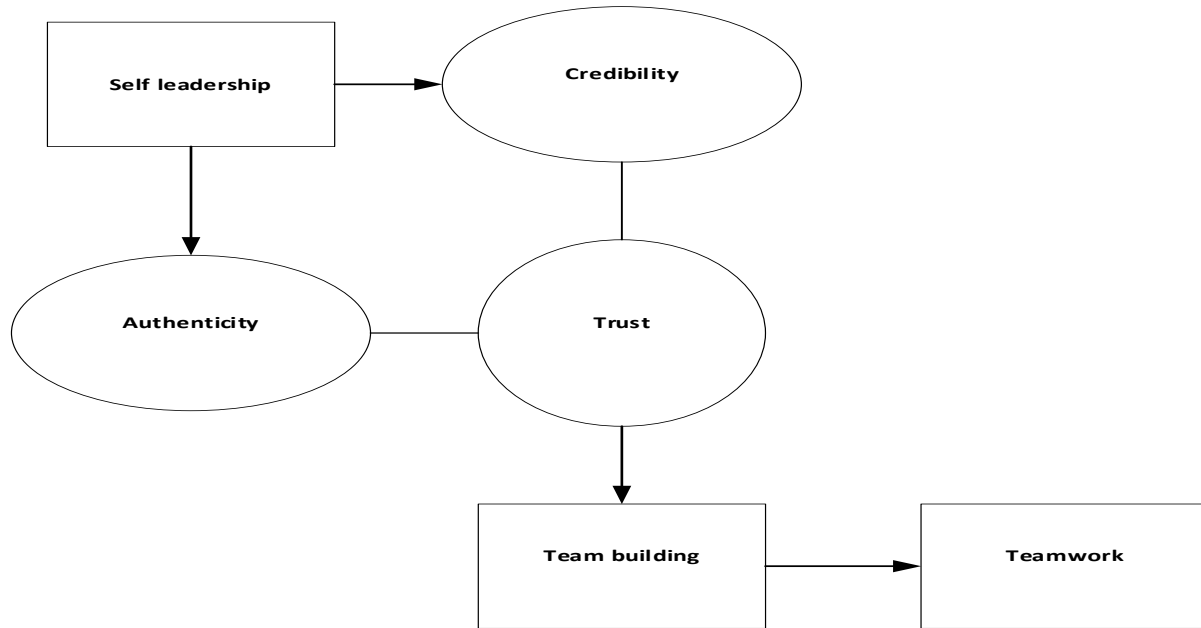 Self leadership
Credibility
Authenticity
Trust
Team building
Teamwork